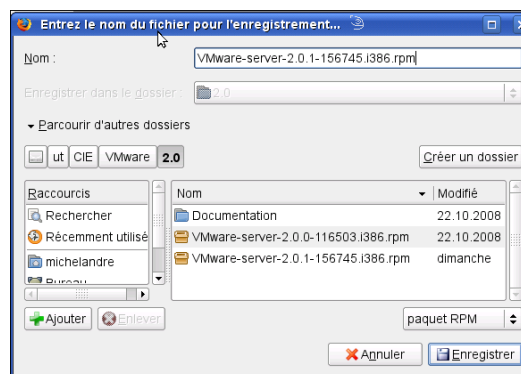 Entrez le nom du fichier pour l'enregistrement...
Nom :
VMware-server-2.0.1-156745.i386.rpm
Enregistrer dans le dossier :
2.0
Parcourir d'autres dossiers
ut CIE VMware 2.0
Créer un dossier
Raccourcis
Nom
Modifié
Rechercher
Documentation
22.10.2008
Récemment utilisé
VMware-server-2.0.0-116503.i386.rpm
22.10.2008
michelandre
VMware-server-2.0.1-156745.i386.rpm
dimanche
Bureau
Ajouter
Enlever
paquet RPM
Annuler
Enregistrer